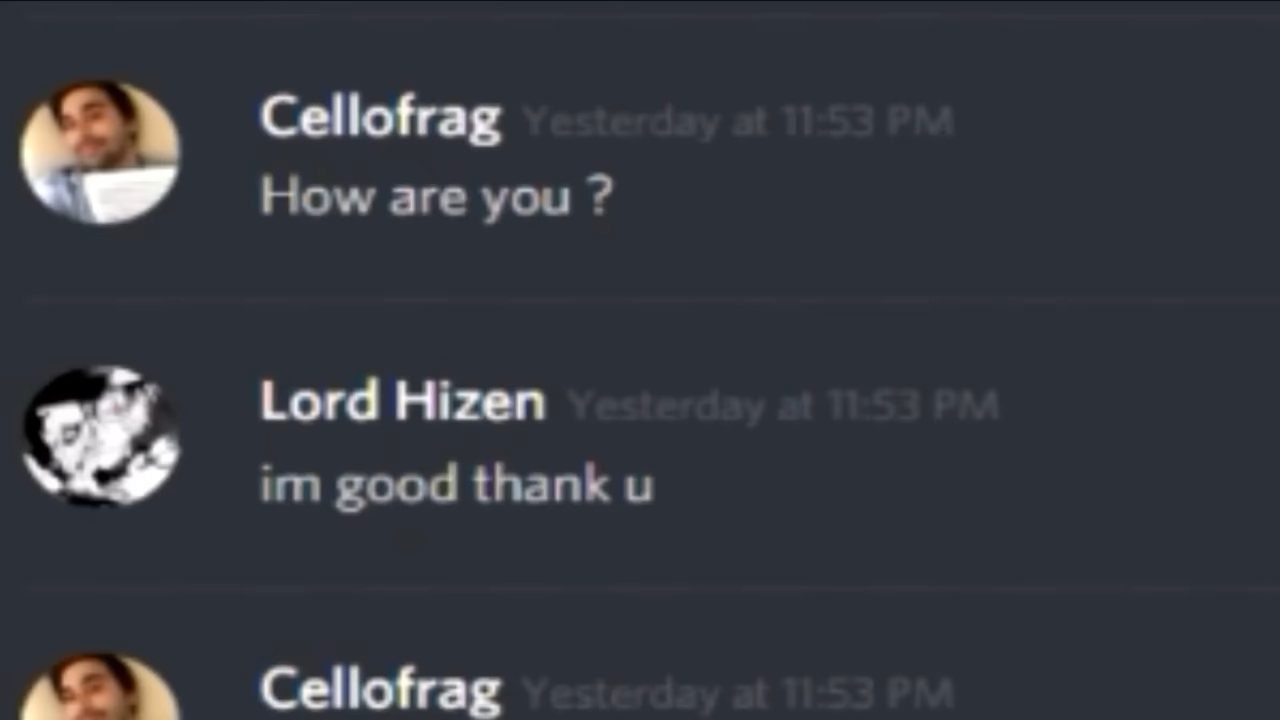 Cellofrag Yesterday at 11:53 PM
How are you ?
Lord Hizen Yesterday at 11:53 PM
im good thank u
Cellofrag Yesterday at 11:53 PM